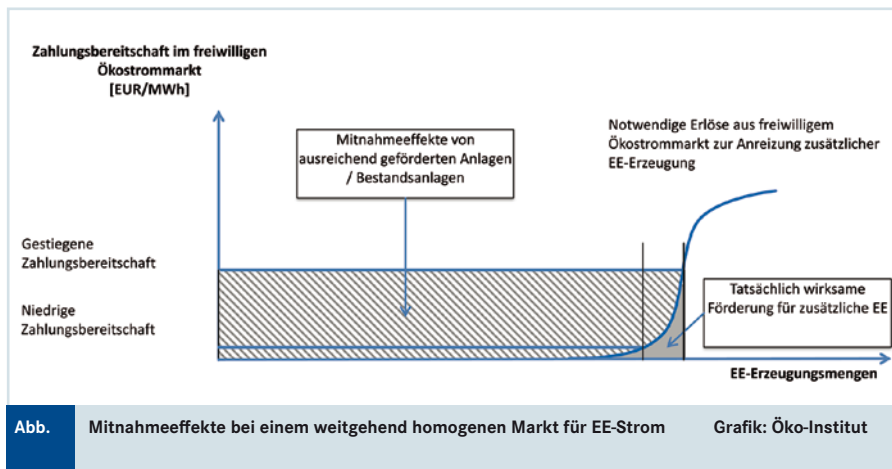 Zahlungsbereitschaft im freiwilligen
Ökostrommarkt
[EUR/MWh]
Mitnahmeeffekte von
ausreichend geförderten Anlagen
/ Bestandsanlagen
Notwendige Erlöse aus freiwilligem
Ökostrommarkt zur Anreizung zusätzlicher
EE-Erzeugung
Gestiegene
Zahlungsbereitschaft
Niedrige
Zahlungsbereitschaft
Tatsächlich wirksame
Förderung für zusätzliche EE
EE-Erzeugungsmengen
Abb. Mitnahmeeffekte bei einem weitgehend homogenen Markt für EE-Strom Grafik: Öko-Institut